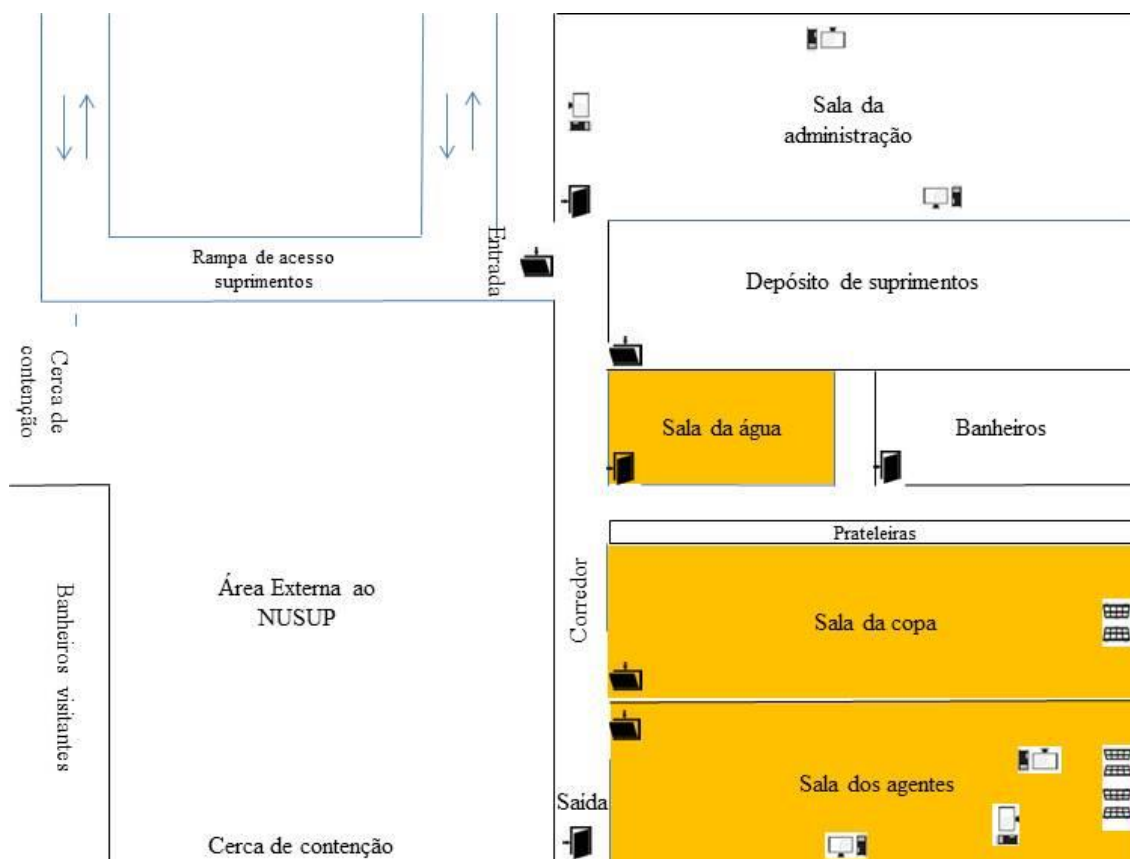 Sala da
administração
Entrada
Rampa de acesso
suprimentos
Depósito de suprimentos
Cerca de
contenção
Sala da água
Banheiros
Prateleiras
Área Externa ao
NUSUP
Corredor
Sala da copa
Banheiros visitantes
Sala dos agentes
Saída
Cerca de contenção